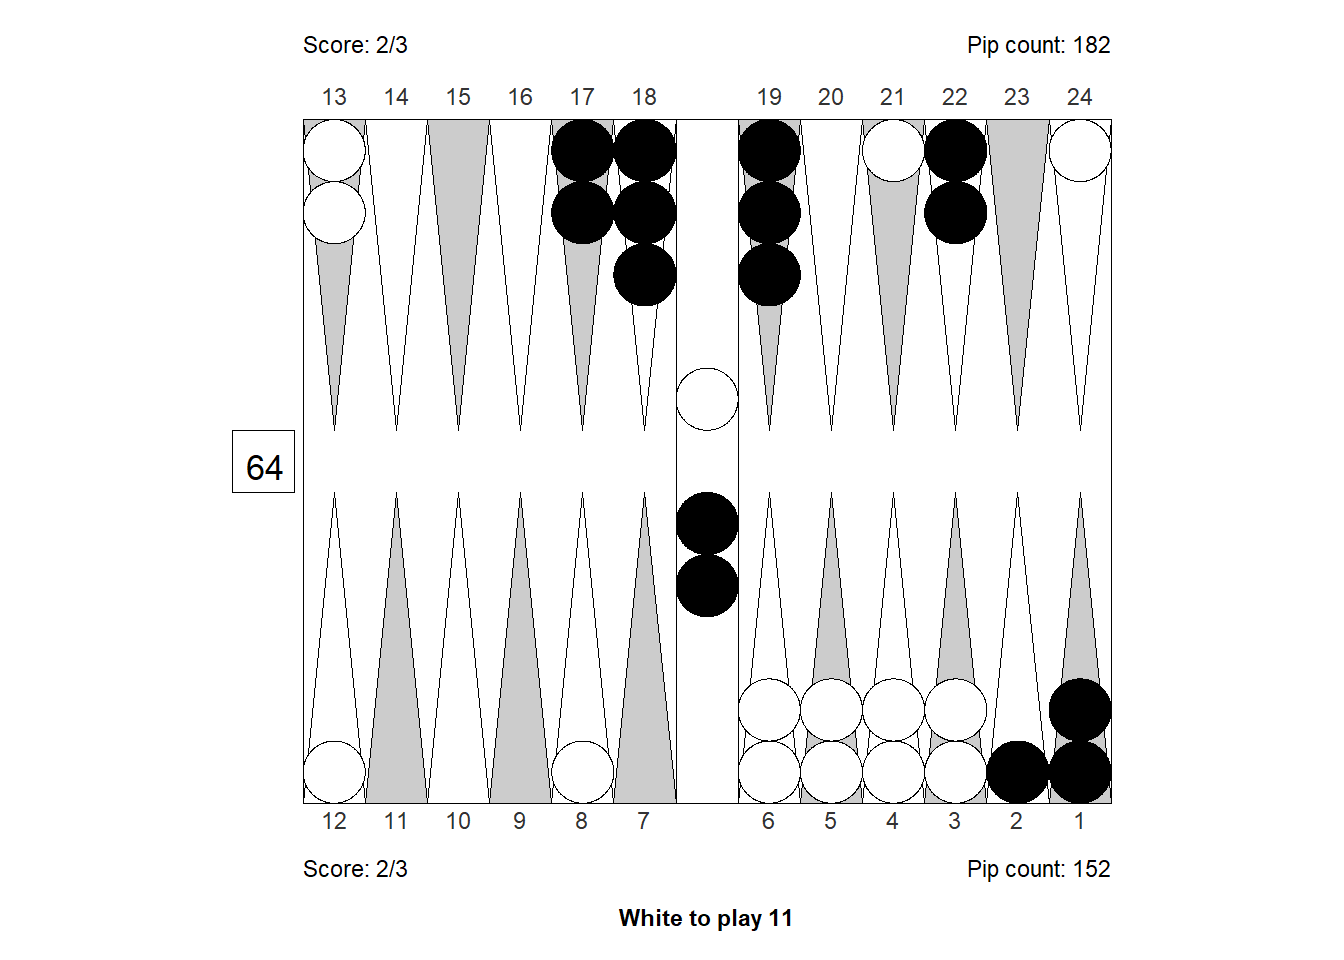 Score: 2/3 Pip count: 182
13 14 15 16 17 18 19 20 21 22 23 24
64
12 11 10 9 8 7 6 5 4 3 2 1
Score: 2/3 Pip count: 152
White to play 11